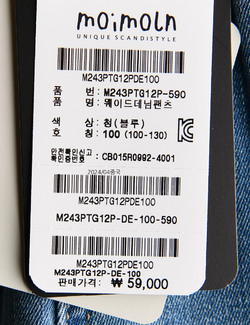 moimoln
UNIQUE SCANDISTYLE
M243PTG12PDE100
품 번: M243PTG12P-590
품 명: 웨이드데님팬츠
색 상: 청(블루)
호 칭: 100 (100-130)
안전확인신고
확인증번호 : CB015R0992-4001
2024/04중국
M243PTG12PDE100
M243PTG12P-DE-100-590
M243PTG12PDE100
M243PTG12P-DE-100
판매가격: ₩ 59,000